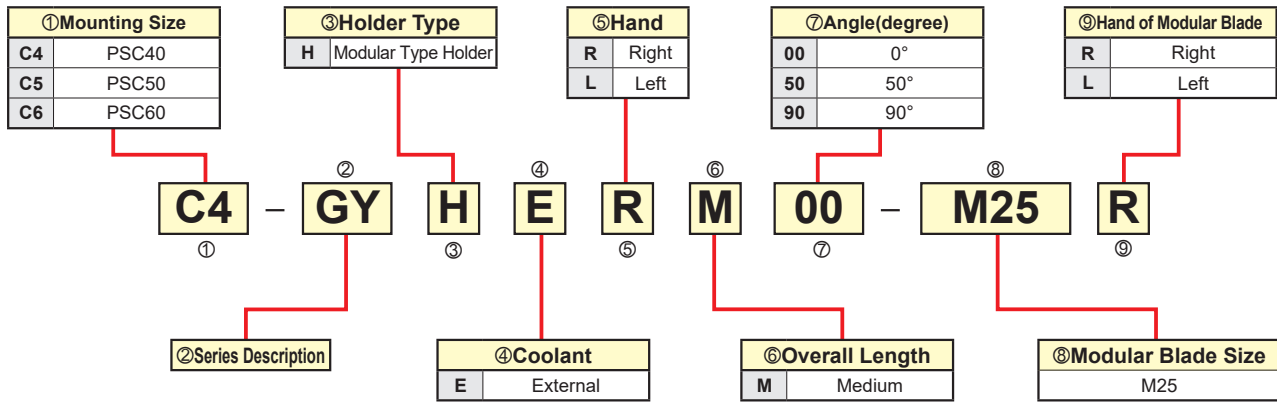 ①Mounting Size
C4 PSC40
C5 PSC50
C6 PSC60
③Holder Type
H Modular Type Holder
⑤Hand
R Right
L Left
⑦Angle(degree)
00 0°
50 50°
90 90°
⑨Hand of Modular Blade
R Right
L Left
② ④ ⑥ ⑧
C4 – GY H E R M 00 – M25 R
① ③ ⑤ ⑦ ⑨
②Series Description
④Coolant
E External
⑥Overall Length
M Medium
⑧Modular Blade Size
M25